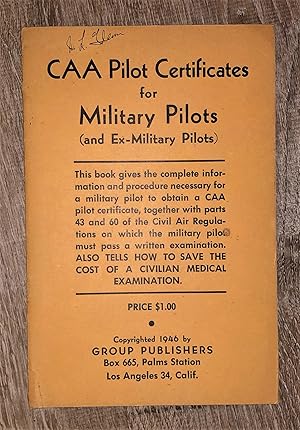 CAA Pilot Certificates
for
Military Pilots
(and Ex-Military Pilots)
This book gives the complete infor-
mation and procedure necessary for
a military pilot to obtain a CAA
pilot certificate, together with parts
43 and 60 of the Civil Air Regula-
tions on which the military pilot
must pass a written examination.
ALSO TELLS HOW TO SAVE THE
COST OF A CIVILIAN MEDICAL
EXAMINATION.
PRICE $1.00
Copyrighted 1946 by
GROUP PUBLISHERS
Box 665, Palms Station
Los Angeles 34, Calif.